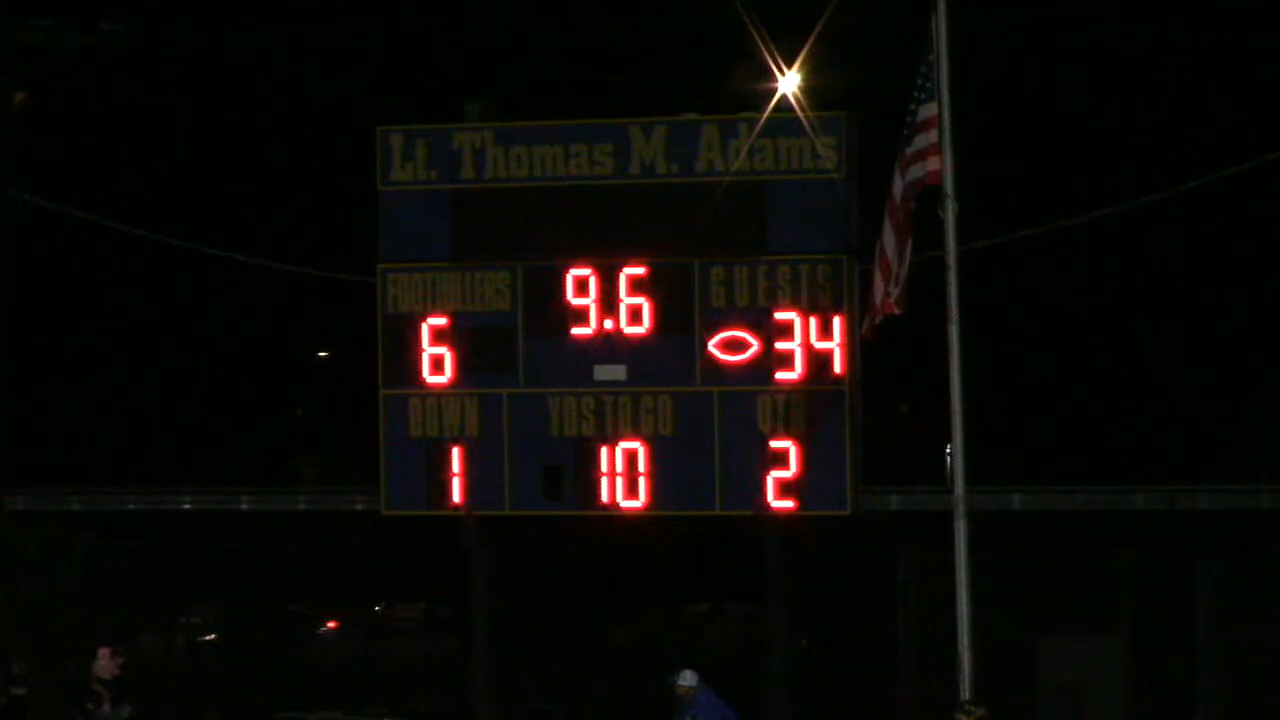 Lt. Thomas M. Adams
FOOTHILLERS 9.6 GUESTS
6 34
DOWN YDS TO GO QTR
1 10 2